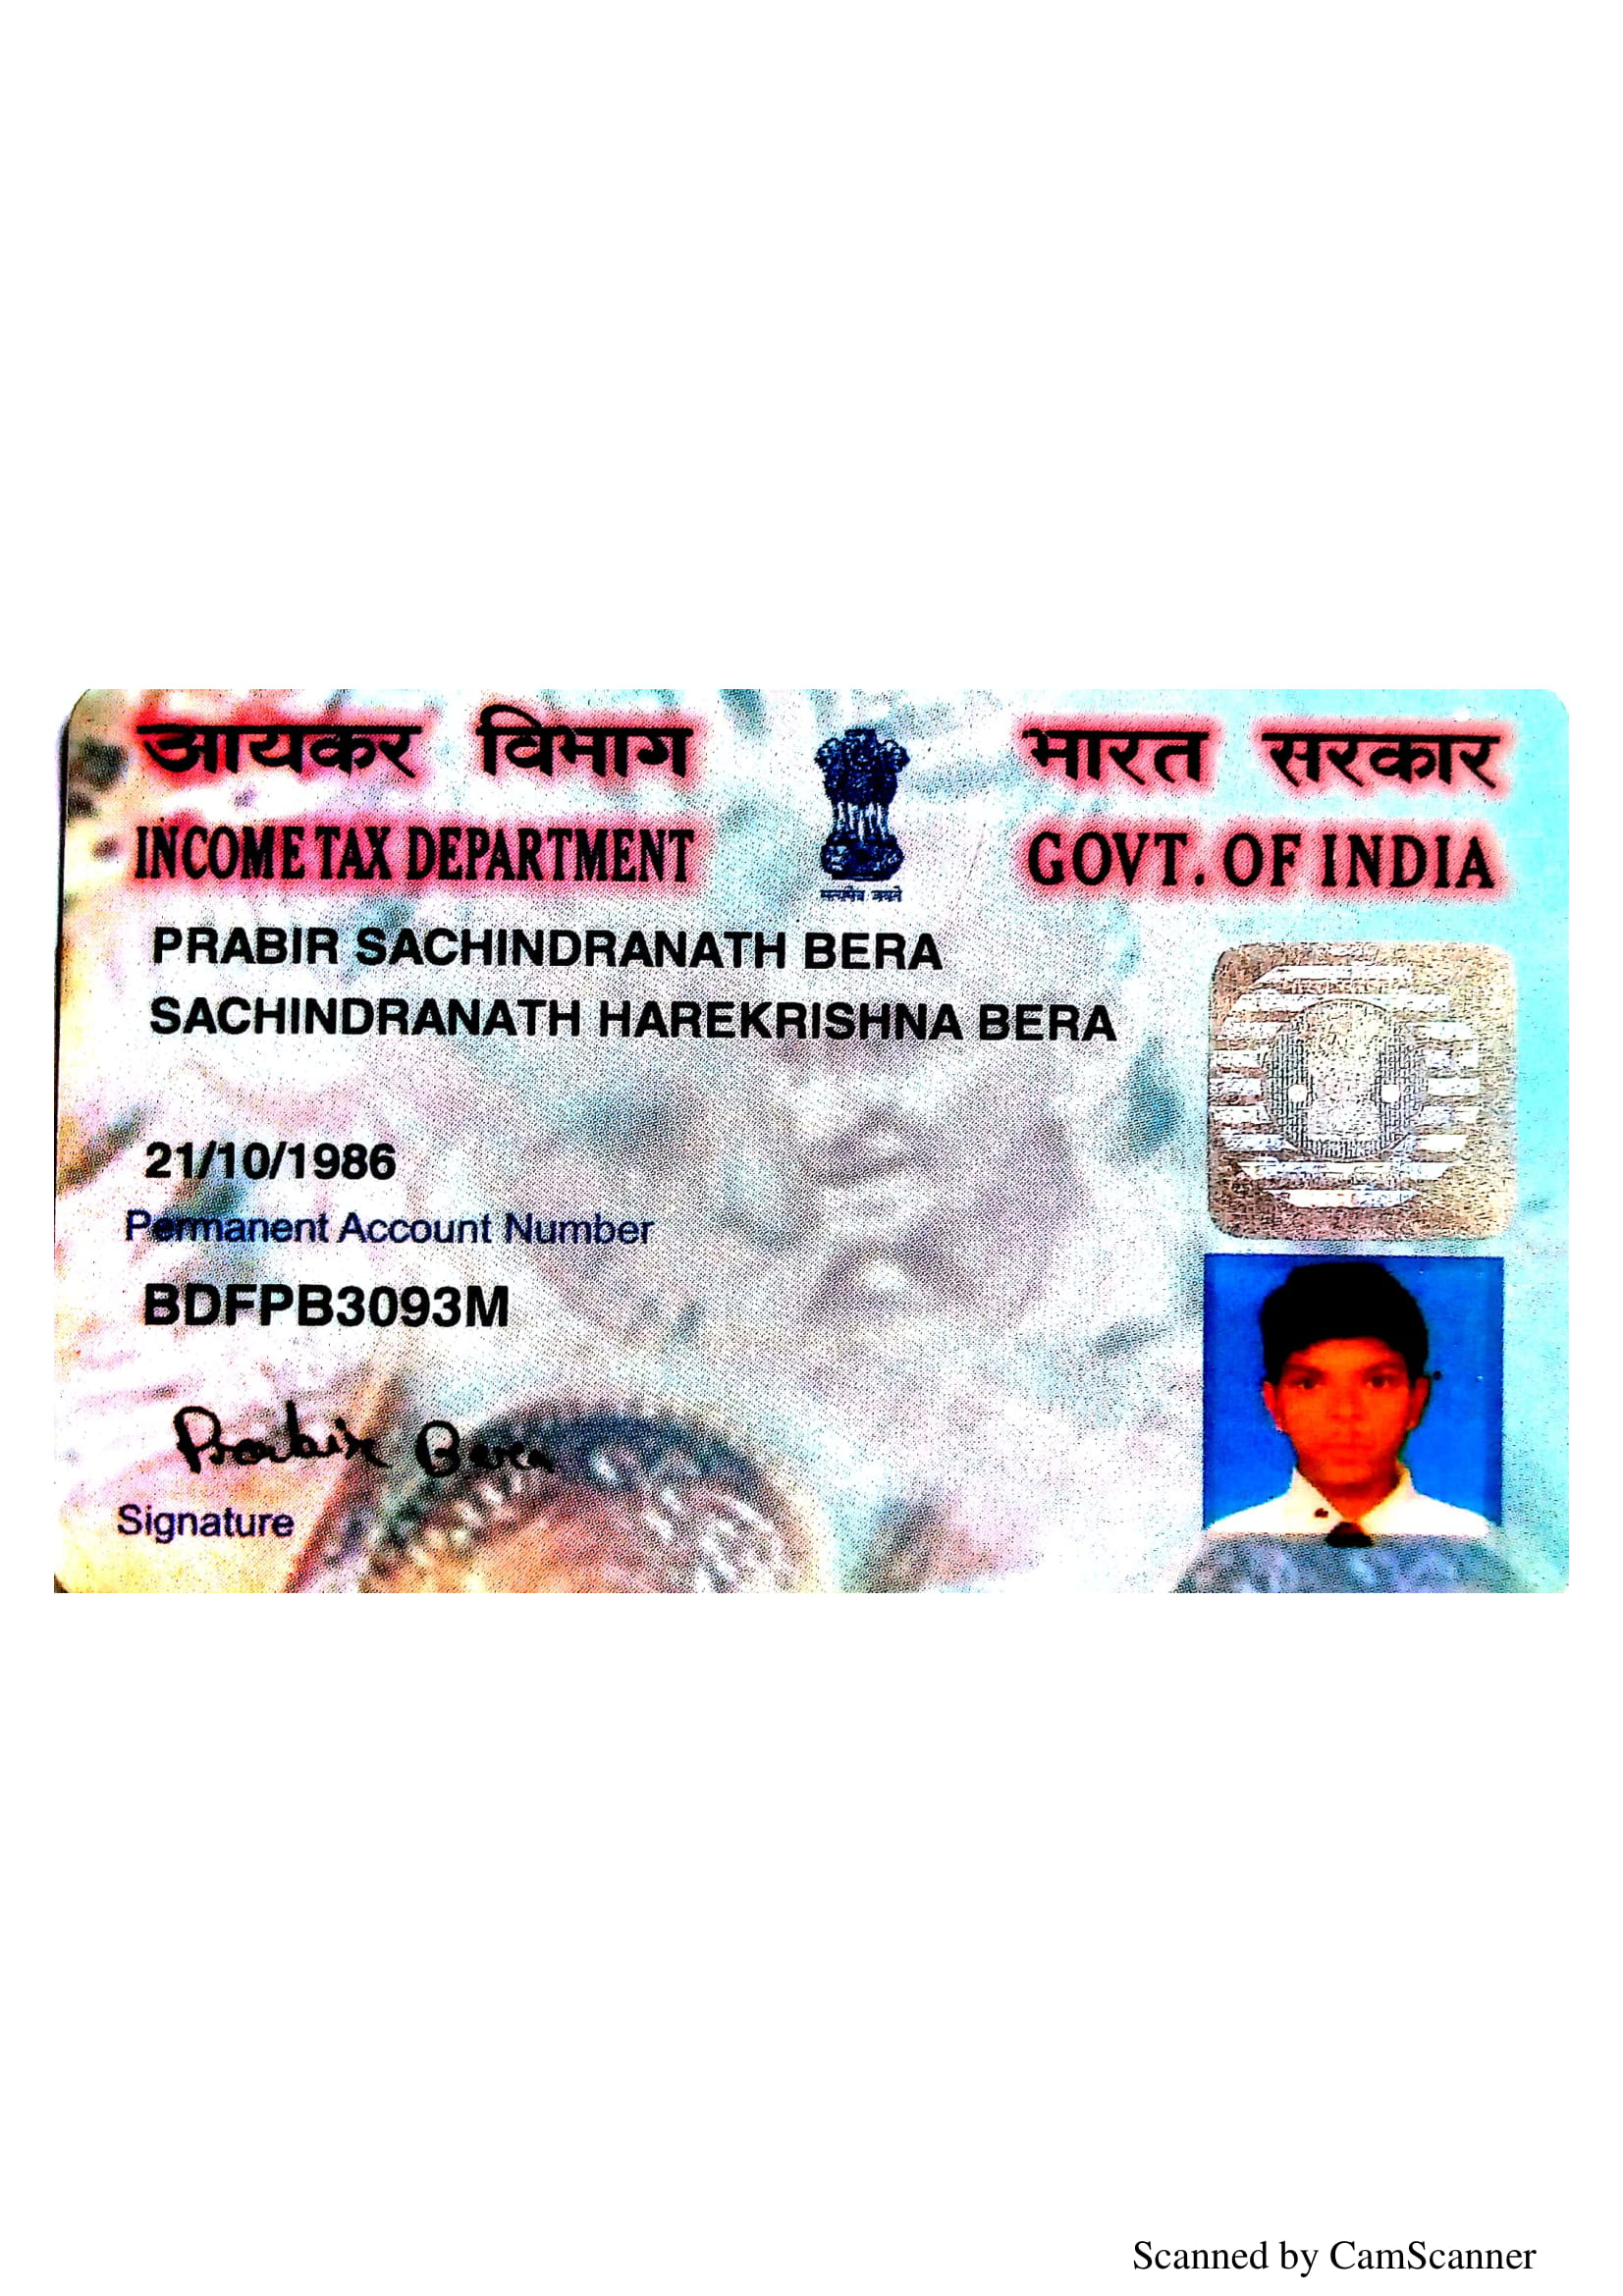 आयकर विभाग
भारत सरकार
INCOME TAX DEPARTMENT
GOVT. OF INDIA
सत्यमेव जयते
PRABIR SACHINDRANATH BERA
SACHINDRANATH HAREKRISHNA BERA
21/10/1986
Permanent Account Number
BDFPB3093M
Prabir Bera
Signature
Scanned by CamScanner